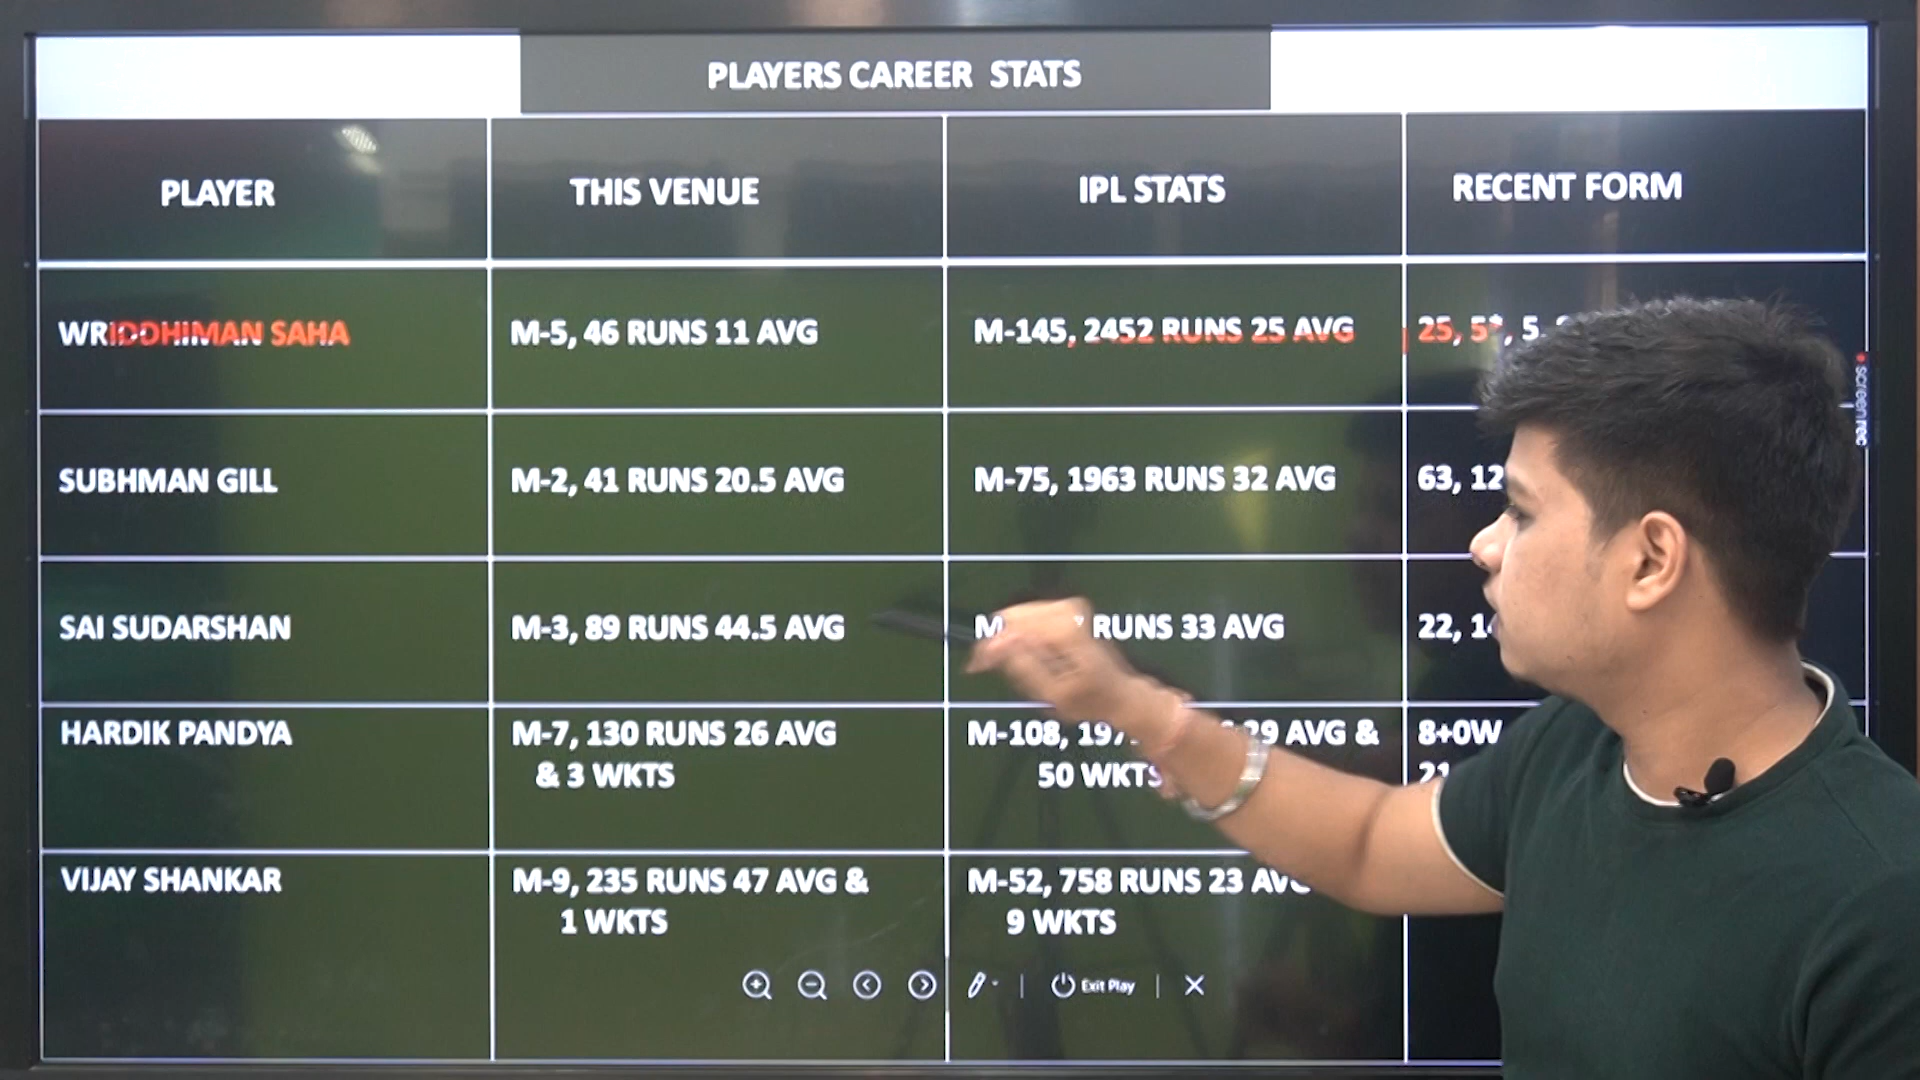 PLAYERS CAREER STATS
PLAYER THIS VENUE IPL STATS RECENT FORM
WRIDDHIMAN SAHA M-5, 46 RUNS 11 AVG M-145, 2452 RUNS 25 AVG 25, 5*, 5
SUBHMAN GILL M-2, 41 RUNS 20.5 AVG M-75, 1963 RUNS 32 AVG 63, 12
SAI SUDARSHAN M-3, 89 RUNS 44.5 AVG RUNS 33 AVG 22,
HARDIK PANDYA M-7, 130 RUNS 26 AVG M-108, 29 AVG & 8+0W
& 3 WKTS 50 WKTS 21
VIJAY SHANKAR M-9, 235 RUNS 47 AVG & M-52, 758 RUNS 23 AVG
1 WKTS 9 WKTS
Exit Play
screen rec